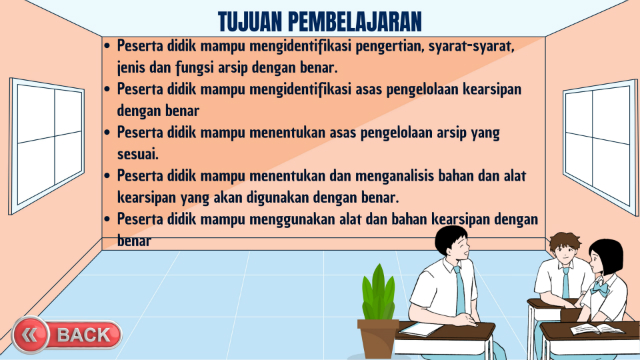 TUJUAN PEMBELAJARAN
• Peserta didik mampu mengidentifikasi pengertian, syarat-syarat,
jenis dan fungsi arsip dengan benar.
• Peserta didik mampu mengidentifikasi asas pengelolaan kearsipan
dengan benar
• Peserta didik mampu menentukan asas pengelolaan arsip yang
sesuai.
• Peserta didik mampu menentukan dan menganalisis bahan dan alat
kearsipan yang akan digunakan dengan benar.
• Peserta didik mampu menggunakan alat dan bahan kearsipan dengan
benar
BACK